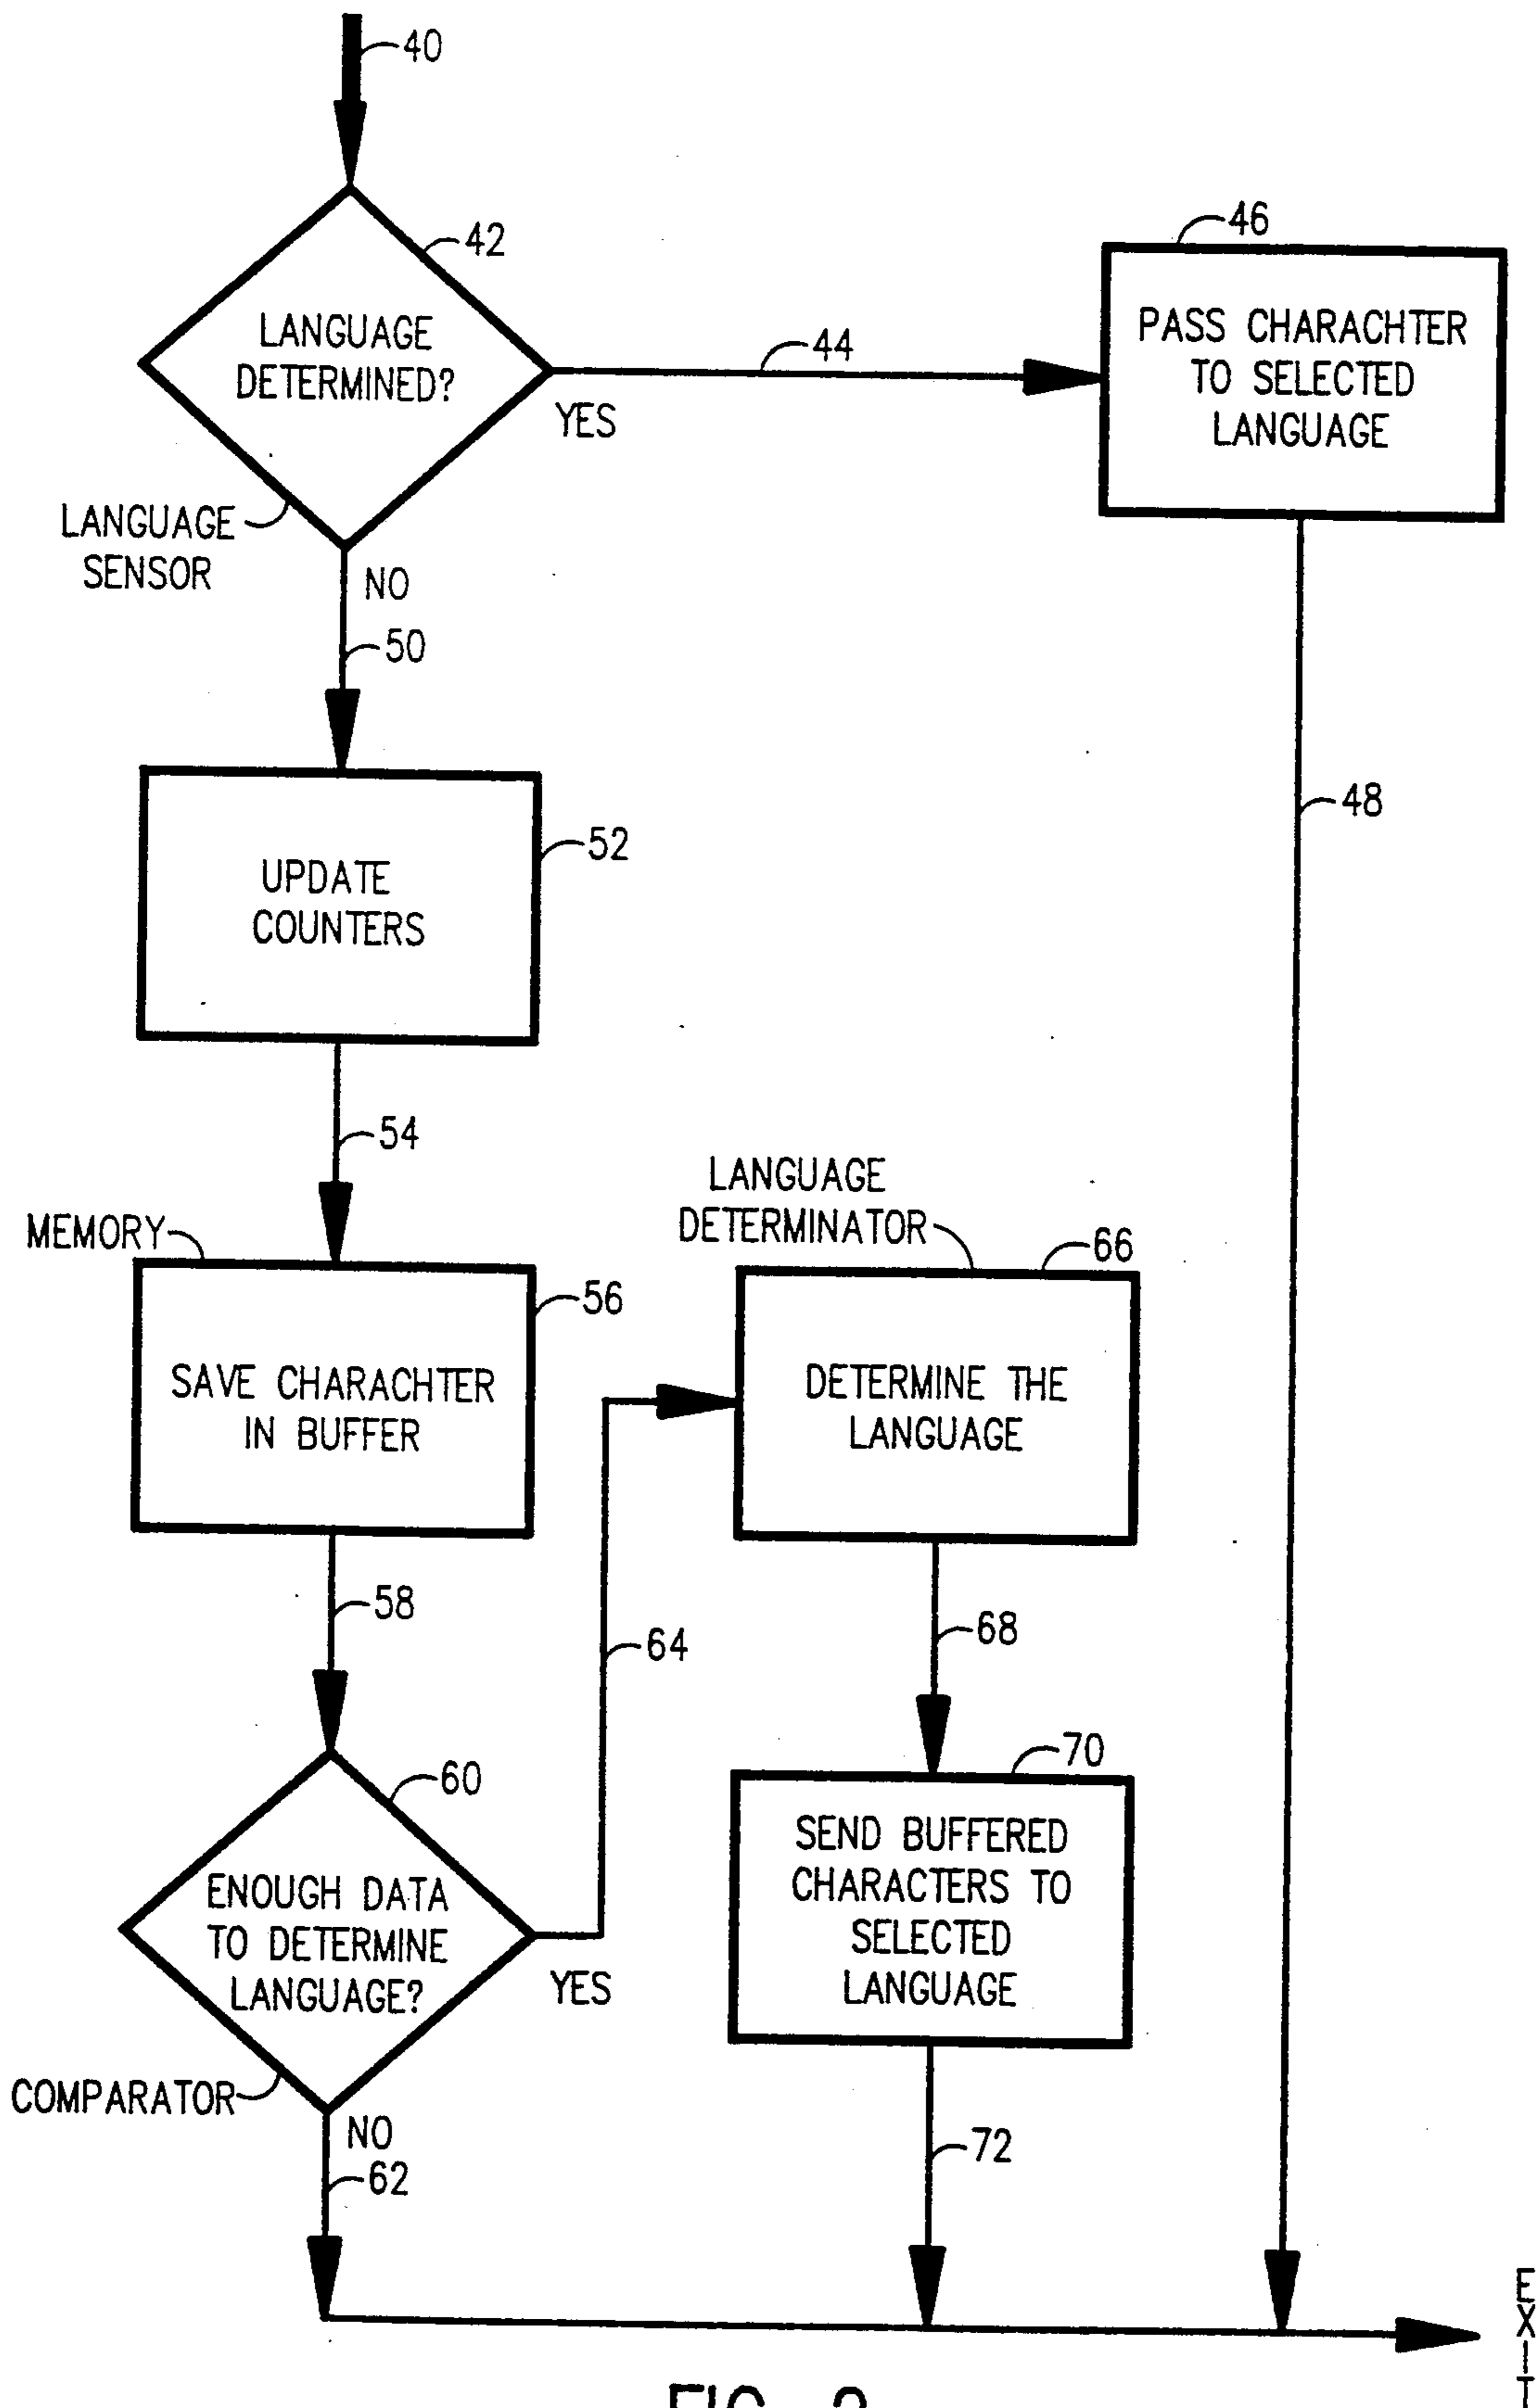 40
42
LANGUAGE
DETERMINED?
YES
44
46
PASS CHARACHTER
TO SELECTED
LANGUAGE
LANGUAGE
SENSOR
NO
50
48
52
UPDATE
COUNTERS
54
MEMORY
56
SAVE CHARACHTER
IN BUFFER
LANGUAGE
DETERMINATOR
66
DETERMINE THE
LANGUAGE
58
64
68
60
ENOUGH DATA
TO DETERMINE
LANGUAGE?
YES
COMPARATOR
NO
62
70
SEND BUFFERED
CHARACTERS TO
SELECTED
LANGUAGE
72
EXIT
FIG.